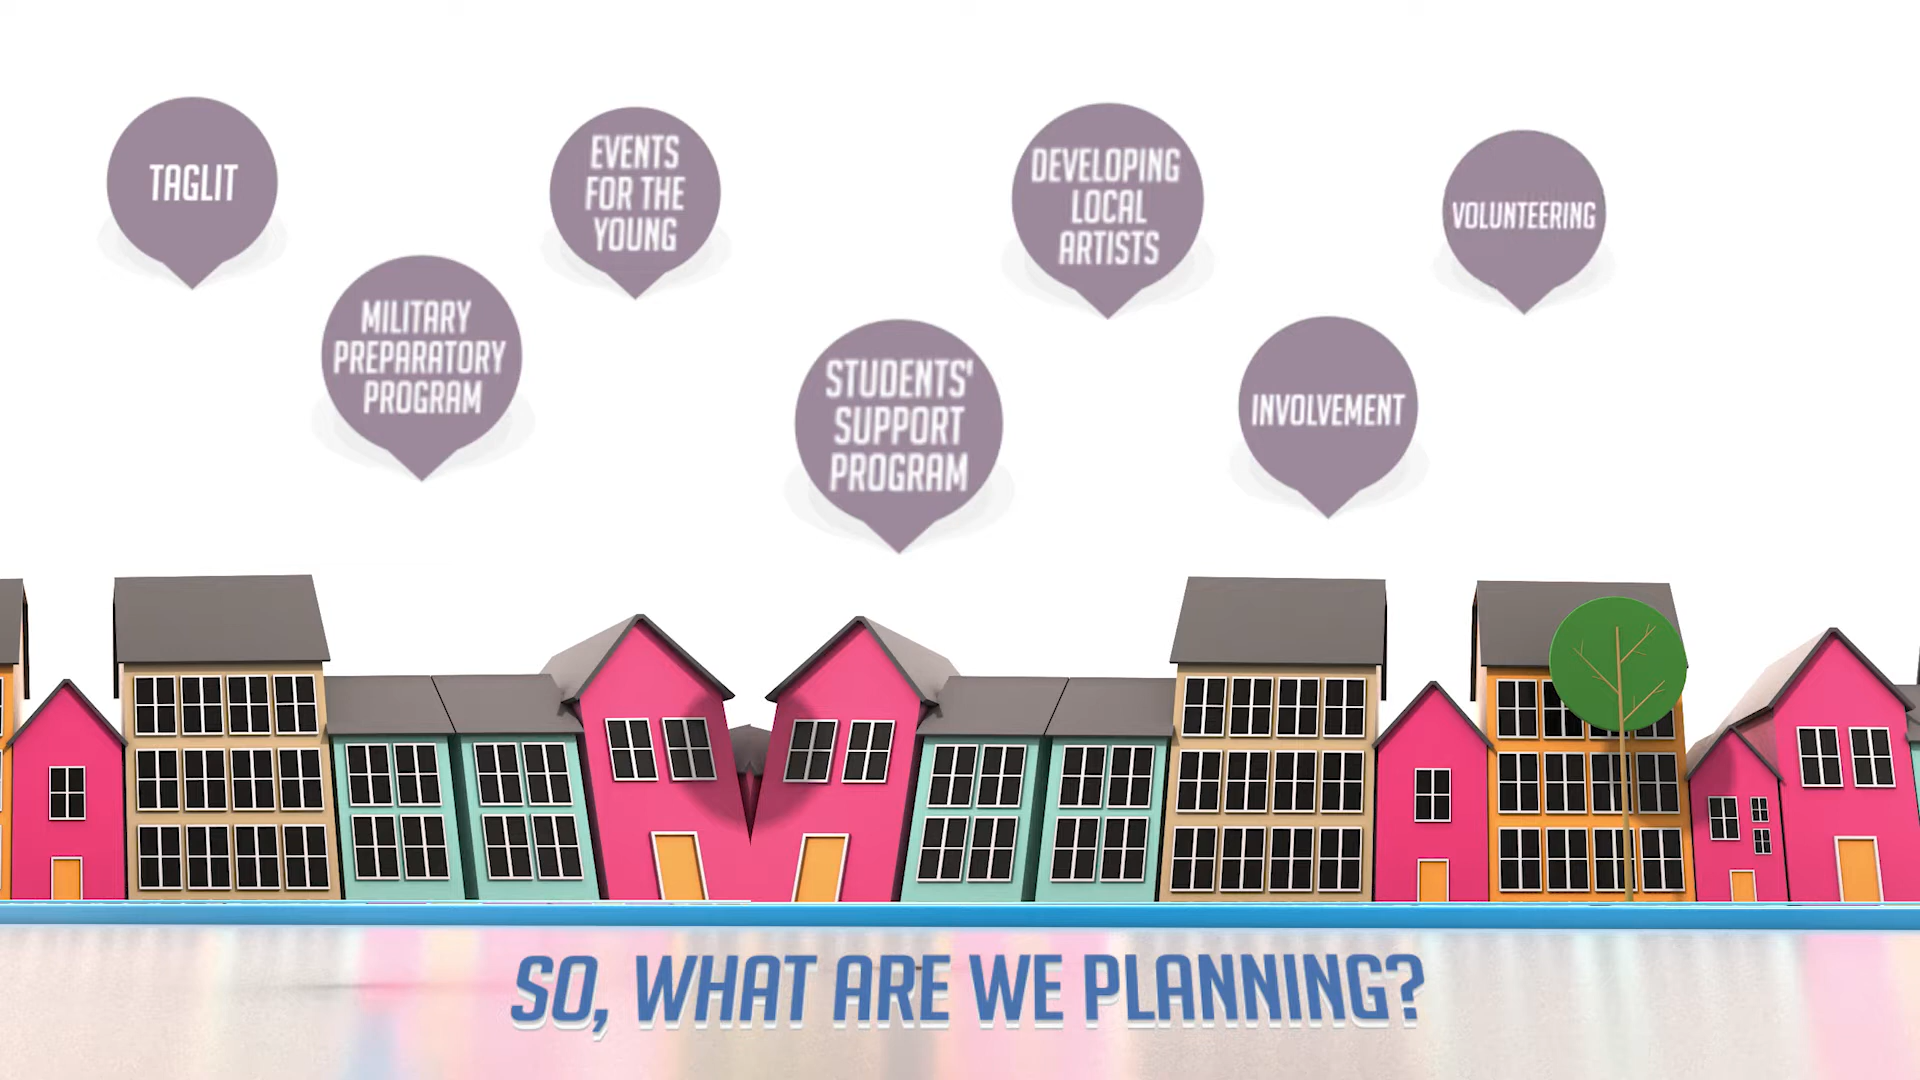 TAGLIT
MILITARY
PREPARATORY
PROGRAM
EVENTS
FOR THE
YOUNG
STUDENTS'
SUPPORT
PROGRAM
DEVELOPING
LOCAL
ARTISTS
INVOLVEMENT
VOLUNTEERING
SO, WHAT ARE WE PLANNING?